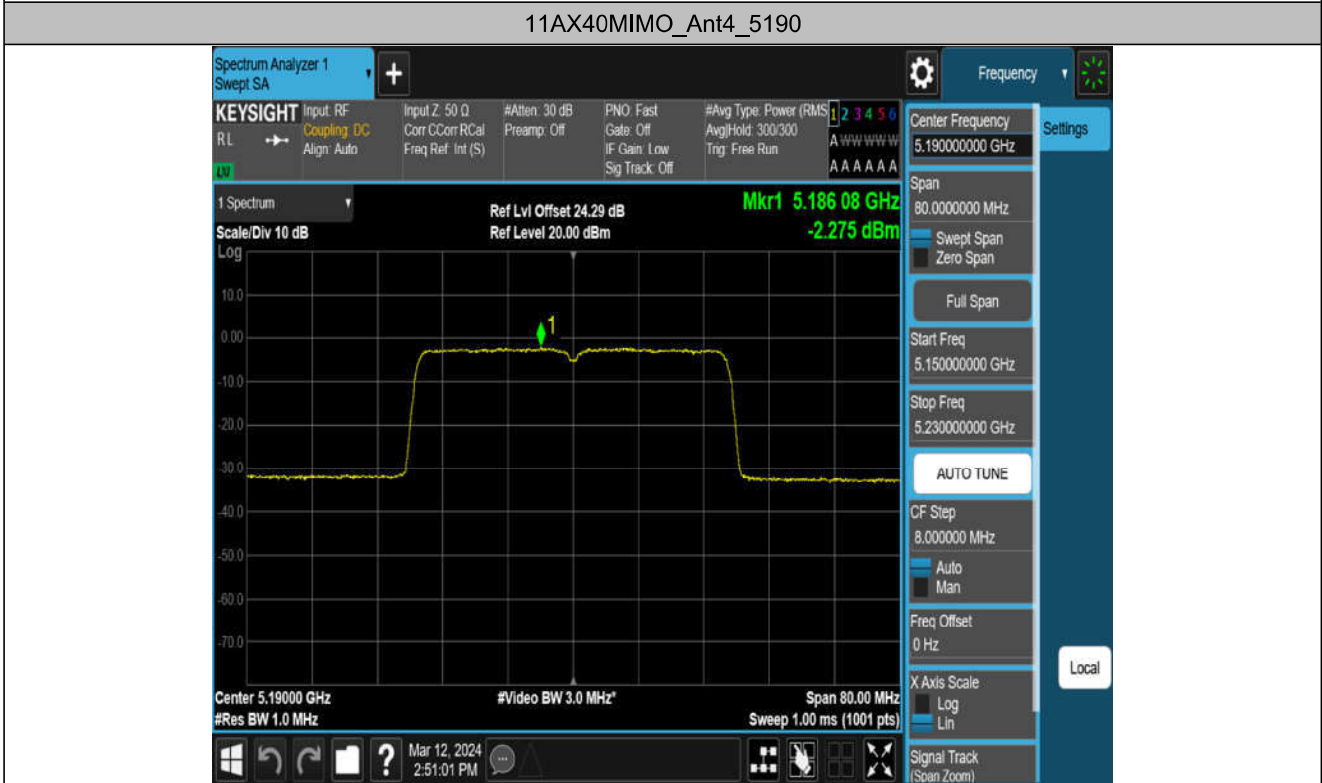 11AX40MIMO_Ant4_5190
Spectrum Analyzer 1
Swept SA
+
Frequency
KEYSIGHT
RL
Input: RF
Coupling: DC
Align: Auto
Input Z: 50 Ω
Corr CCorr RCal
Freq Ref: Int (S)
#Atten: 30 dB
Preamp: Off
PNO: Fast
Gate: Off
IF Gain: Low
Sig Track: Off
#Avg Type: Power (RMS
Avg|Hold: 300/300
Trig: Free Run
1 2 3 4 5 6
A W W W W W
A A A A A A
1 Spectrum
Scale/Div 10 dB
Log
Ref Lvl Offset 24.29 dB
Ref Level 20.00 dBm
Mkr1 5.186 08 GHz
-2.275 dBm
10.0
0.00
-10.0
-20.0
-30.0
-40.0
-50.0
-60.0
-70.0
1
Center 5.19000 GHz
#Res BW 1.0 MHz
#Video BW 3.0 MHz*
Span 80.00 MHz
Sweep 1.00 ms (1001 pts)
Mar 12, 2024
2:51:01 PM
?
Center Frequency
5.190000000 GHz
Settings
Span
80.0000000 MHz
Swept Span
Zero Span
Full Span
Start Freq
5.150000000 GHz
Stop Freq
5.230000000 GHz
AUTO TUNE
CF Step
8.000000 MHz
Auto
Man
Freq Offset
0 Hz
X Axis Scale
Log
Lin
Local
Signal Track
(Span Zoom)